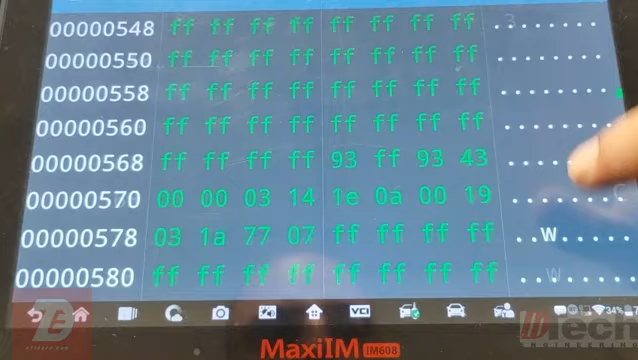 00000548 ff ff ff ff ff ff ff ff ........
00000550 ff ff ff ff ff ff ff ff ........
00000558 ff ff ff ff ff ff ff ff ........
00000560 ff ff ff ff ff ff ff ff ........
00000568 ff ff ff ff 93 ff 93 43 .....
00000570 00 00 03 14 1e 0a 00 19 ........
00000578 03 1a 77 07 ff ff ff ff ..w.....
00000580 ff ff ff ff ff ff ff ff ........
VCI 34%
MaxiIM IM608
Tech
ENGINEERING